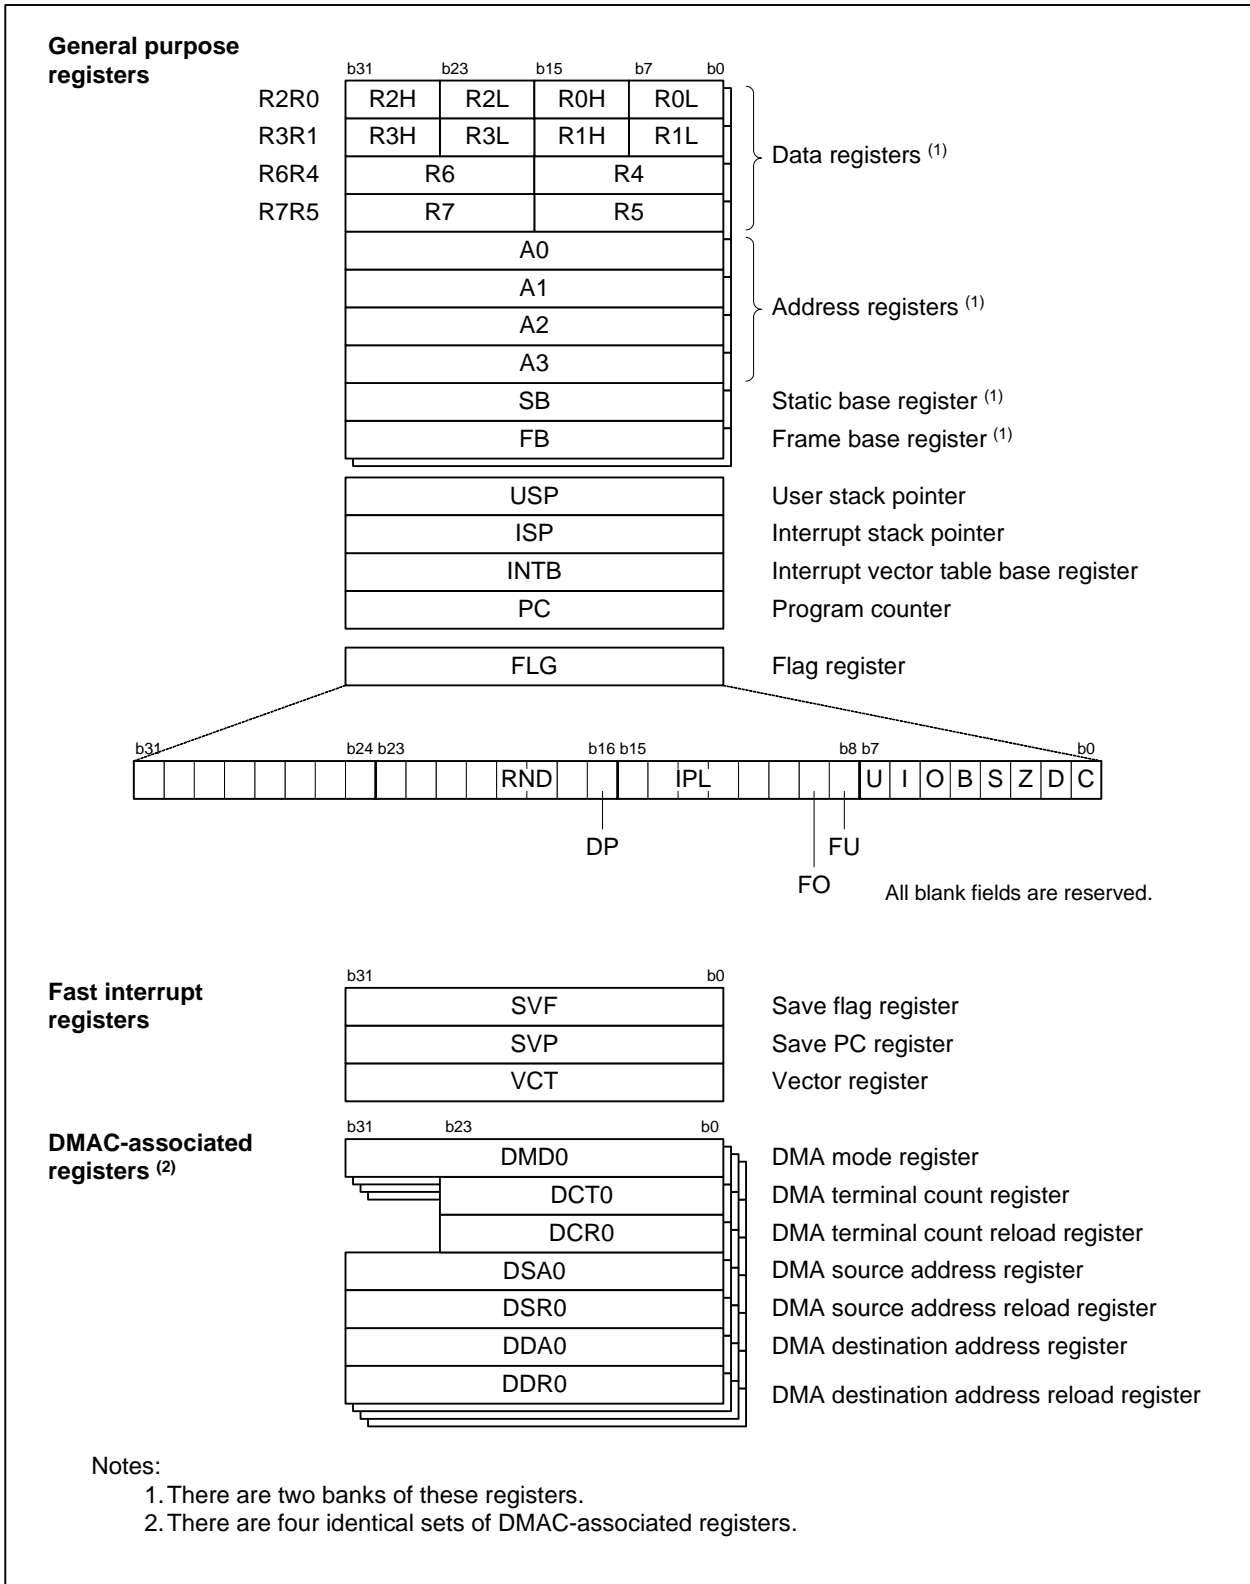 General purpose
registers
b31 b23 b15 b7 b0
R2R0 R2H R2L R0H R0L
R3R1 R3H R3L R1H R1L
Data registers (1)
R6R4 R6 R4
R7R5 R7 R5
A0
A1
Address registers (1)
A2
A3
SB Static base register (1)
FB Frame base register (1)
USP User stack pointer
ISP Interrupt stack pointer
INTB Interrupt vector table base register
PC Program counter
FLG Flag register
b31 b24 b23 b16 b15 b8 b7 b0
RND IPL U I O B S Z D C
DP FU
FO
All blank fields are reserved.
Fast interrupt
registers
b31 b0
SVF Save flag register
SVP Save PC register
VCT Vector register
DMAC-associated
registers (2)
b31 b23 b0
DMD0 DMA mode register
DCT0 DMA terminal count register
DCR0 DMA terminal count reload register
DSA0 DMA source address register
DSR0 DMA source address reload register
DDA0 DMA destination address register
DDR0 DMA destination address reload register
Notes:
1. There are two banks of these registers.
2. There are four identical sets of DMAC-associated registers.